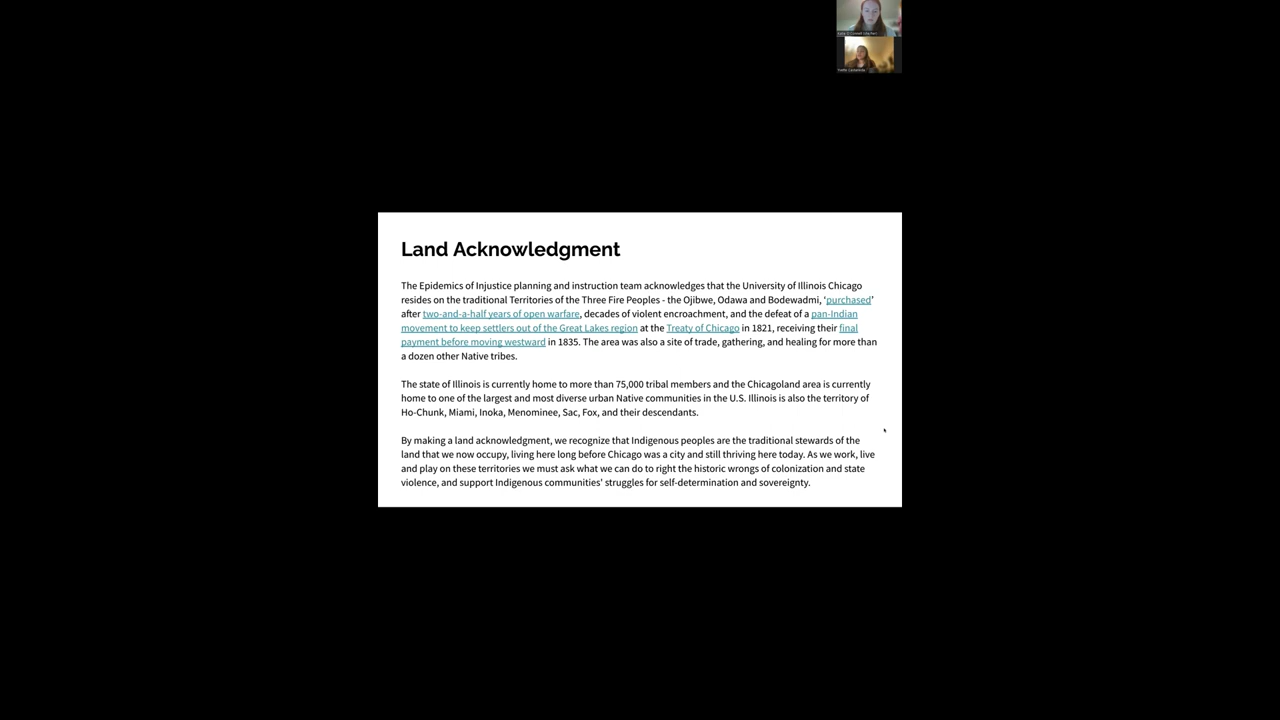 Land Acknowledgment
The Epidemics of Injustice planning and instruction team acknowledges that the University of Illinois Chicago
resides on the traditional Territories of the Three Fire Peoples - the Ojibwe, Odawa and Bodewadmi, ‘purchased’
after two-and-a-half years of open warfare, decades of violent encroachment, and the defeat of a pan-Indian
movement to keep settlers out of the Great Lakes region at the Treaty of Chicago in 1821, receiving their final
payment before moving westward in 1835. The area was also a site of trade, gathering, and healing for more than
a dozen other Native tribes.
The state of Illinois is currently home to more than 75,000 tribal members and the Chicagoland area is currently
home to one of the largest and most diverse urban Native communities in the U.S. Illinois is also the territory of
Ho-Chunk, Miami, Inoka, Menominee, Sac, Fox, and their descendants.
By making a land acknowledgment, we recognize that Indigenous peoples are the traditional stewards of the
land that we now occupy, living here long before Chicago was a city and still thriving here today. As we work, live
and play on these territories we must ask what we can do to right the historic wrongs of colonization and state
violence, and support Indigenous communities’ struggles for self-determination and sovereignty.